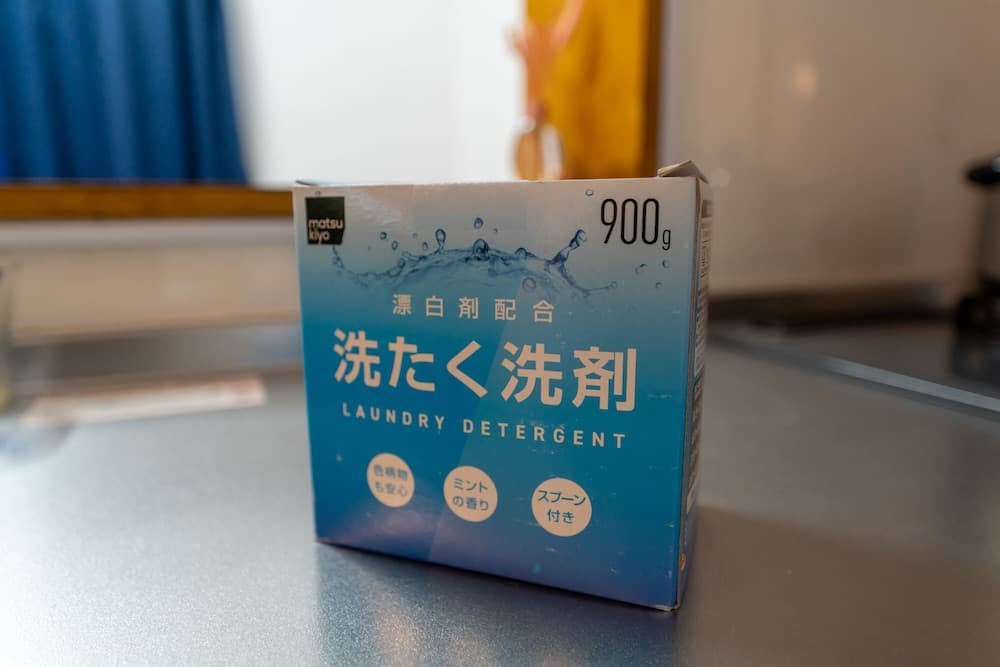 matsu
kiyo
900g
漂白剤配合
洗たく洗剤
LAUNDRY DETERGENT
色柄物
も安心
ミント
の香り
スプーン
付き